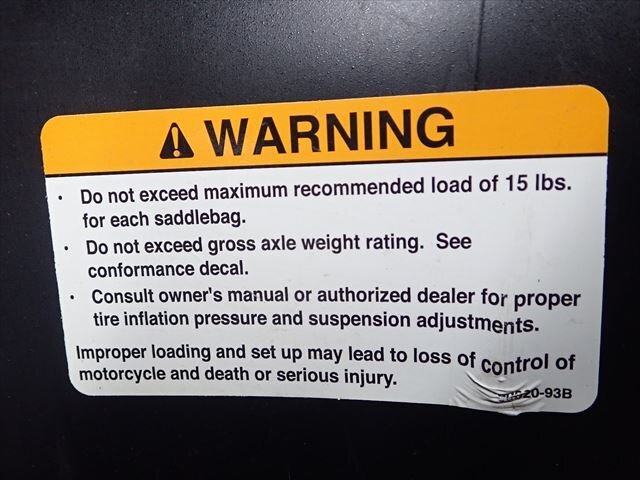 WARNING
· Do not exceed maximum recommended load of 15 lbs.
for each saddlebag.
· Do not exceed gross axle weight rating. See
conformance decal.
· Consult owner's manual or authorized dealer for proper
tire inflation pressure and suspension adjustments.
Improper loading and set up may lead to loss of control of
motorcycle and death or serious injury.